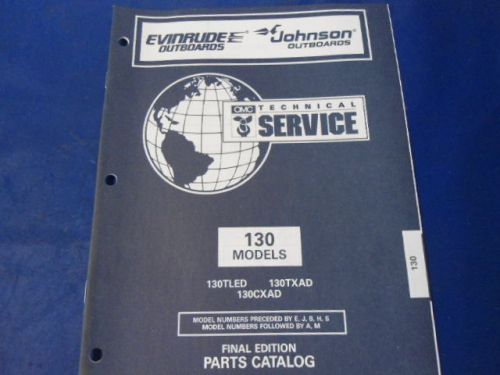 EVINRUDE Johnson
OUTBOARDS OUTBOARDS
OMC TECHNICAL
SERVICE
130
MODELS
130TLED 130TXAD
130CXAD
130
MODEL NUMBERS PRECEDED BY E, J, B, H, S
MODEL NUMBERS FOLLOWED BY A, M
FINAL EDITION
PARTS CATALOG